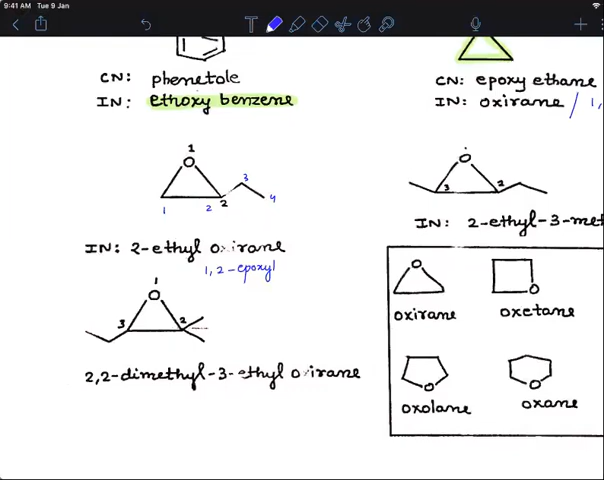 9:41 AM Tue 9 Jan
CN: phenetole
IN: ethoxy benzene
CN: epoxy ethane
IN: oxirane / 1,
1
O
1 2 2 3 4
IN: 2-ethyl oxirane
1,2-epoxyl
O
3 2
IN: 2-ethyl-3-met
1
O
3 2
2,2-dimethyl-3-ethyl oxirane
O
oxirane
O
oxetane
O
oxolane
O
oxane